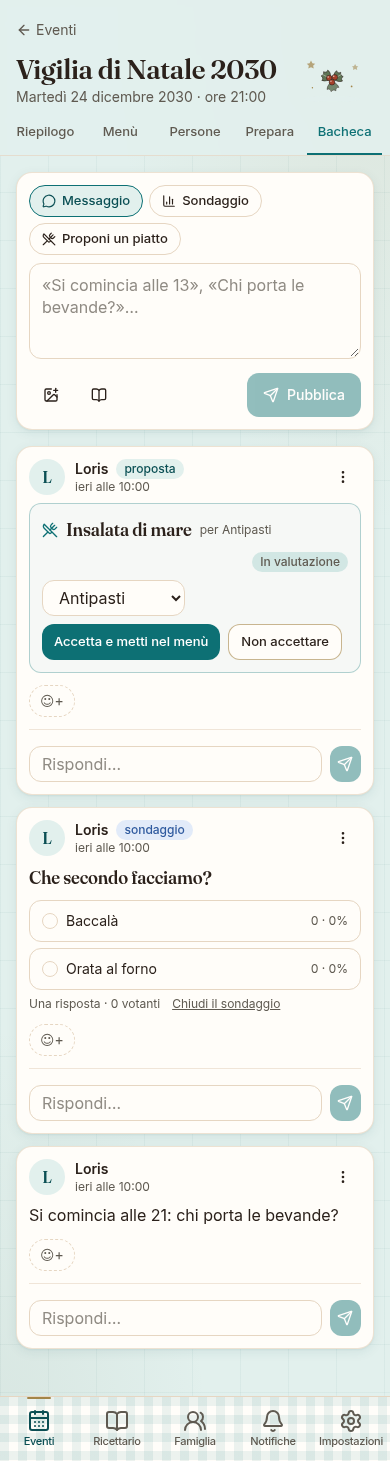 Eventi
Vigilia di Natale 2030
Martedì 24 dicembre 2030 · ore 21:00
Riepilogo Menù Persone Prepara Bacheca
Messaggio Sondaggio
Proponi un piatto
«Si comincia alle 13», «Chi porta le
bevande?»...
Pubblica
L Loris proposta
ieri alle 10:00
Insalata di mare per Antipasti
In valutazione
Antipasti
Accetta e metti nel menù Non accettare
+
Rispondi...
L Loris sondaggio
ieri alle 10:00
Che secondo facciamo?
Baccalà 0 · 0%
Orata al forno 0 · 0%
Una risposta · 0 votanti Chiudi il sondaggio
+
Rispondi...
L Loris
ieri alle 10:00
Si comincia alle 21: chi porta le bevande?
+
Rispondi...
Eventi Ricettario Famiglia Notifiche Impostazioni